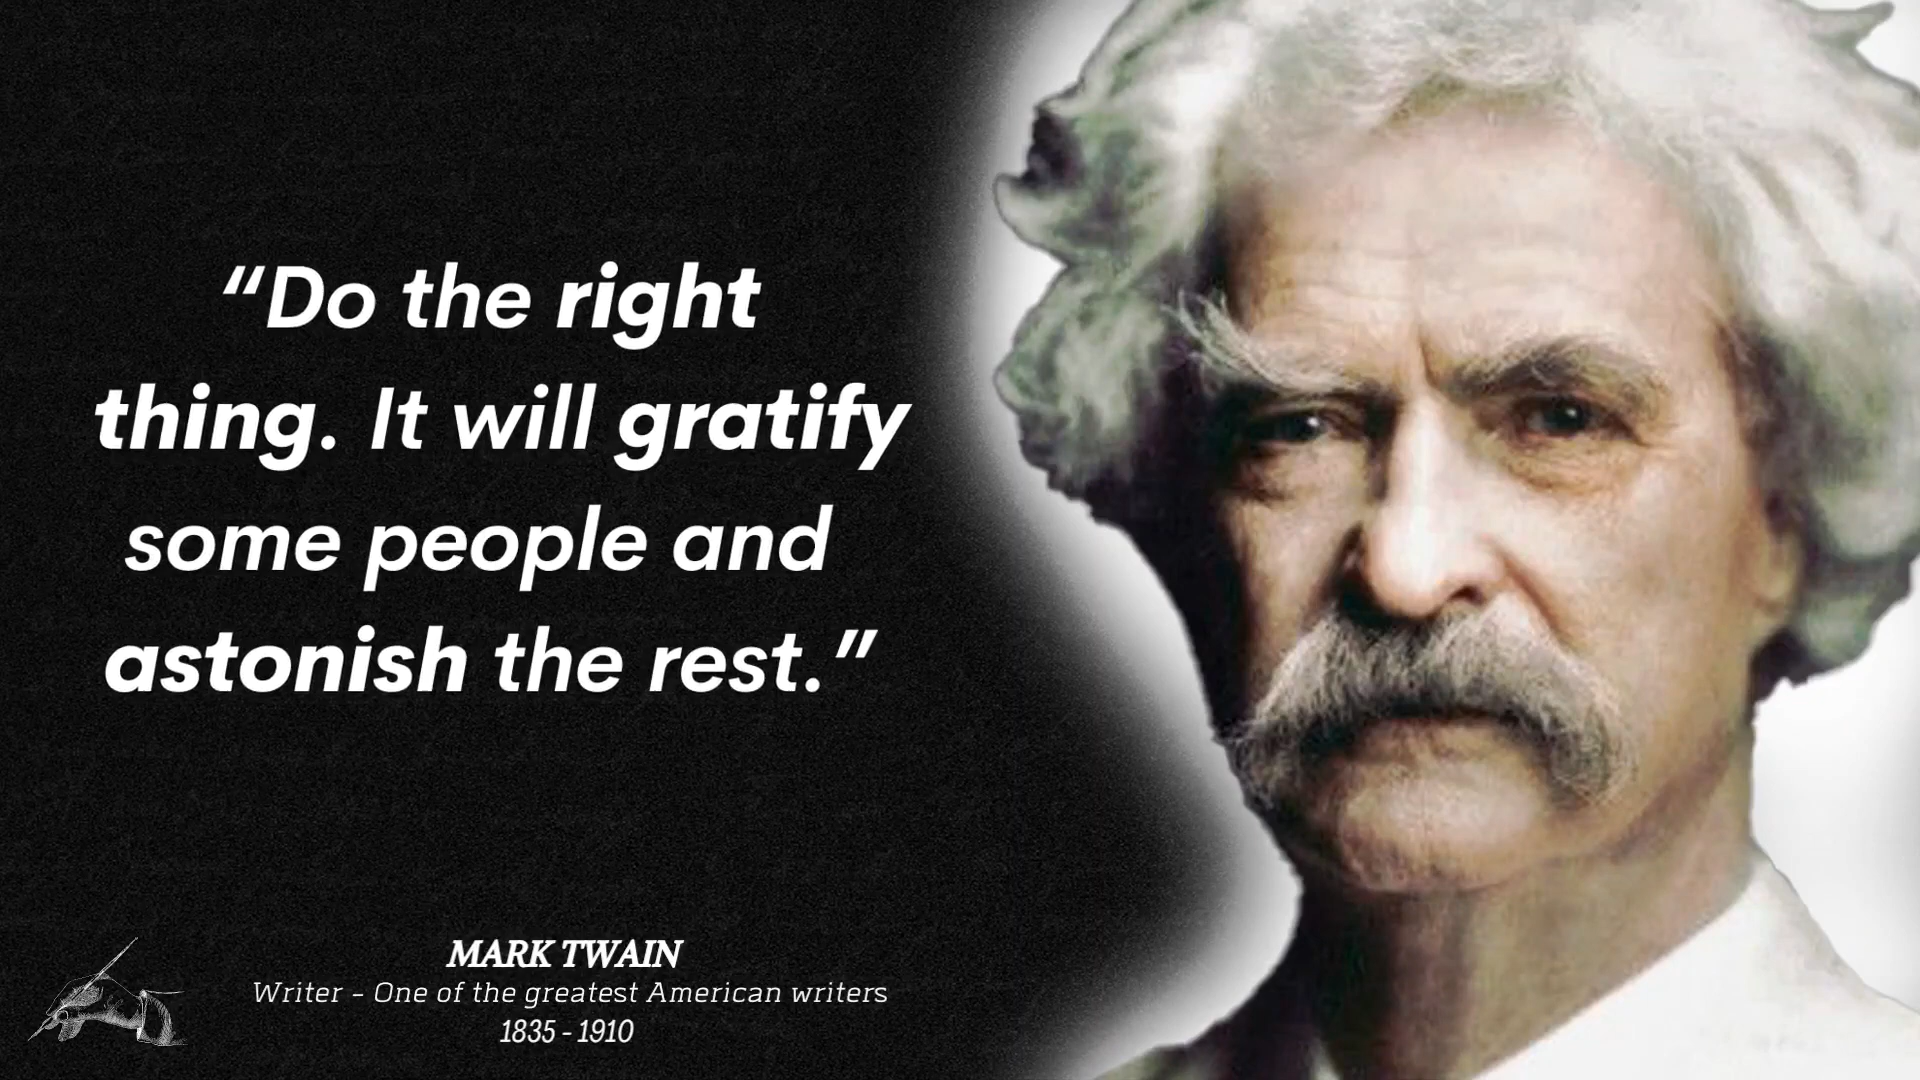 “Do the right
thing. It will gratify
some people and
astonish the rest.”
MARK TWAIN
Writer - One of the greatest American writers
1835 - 1910